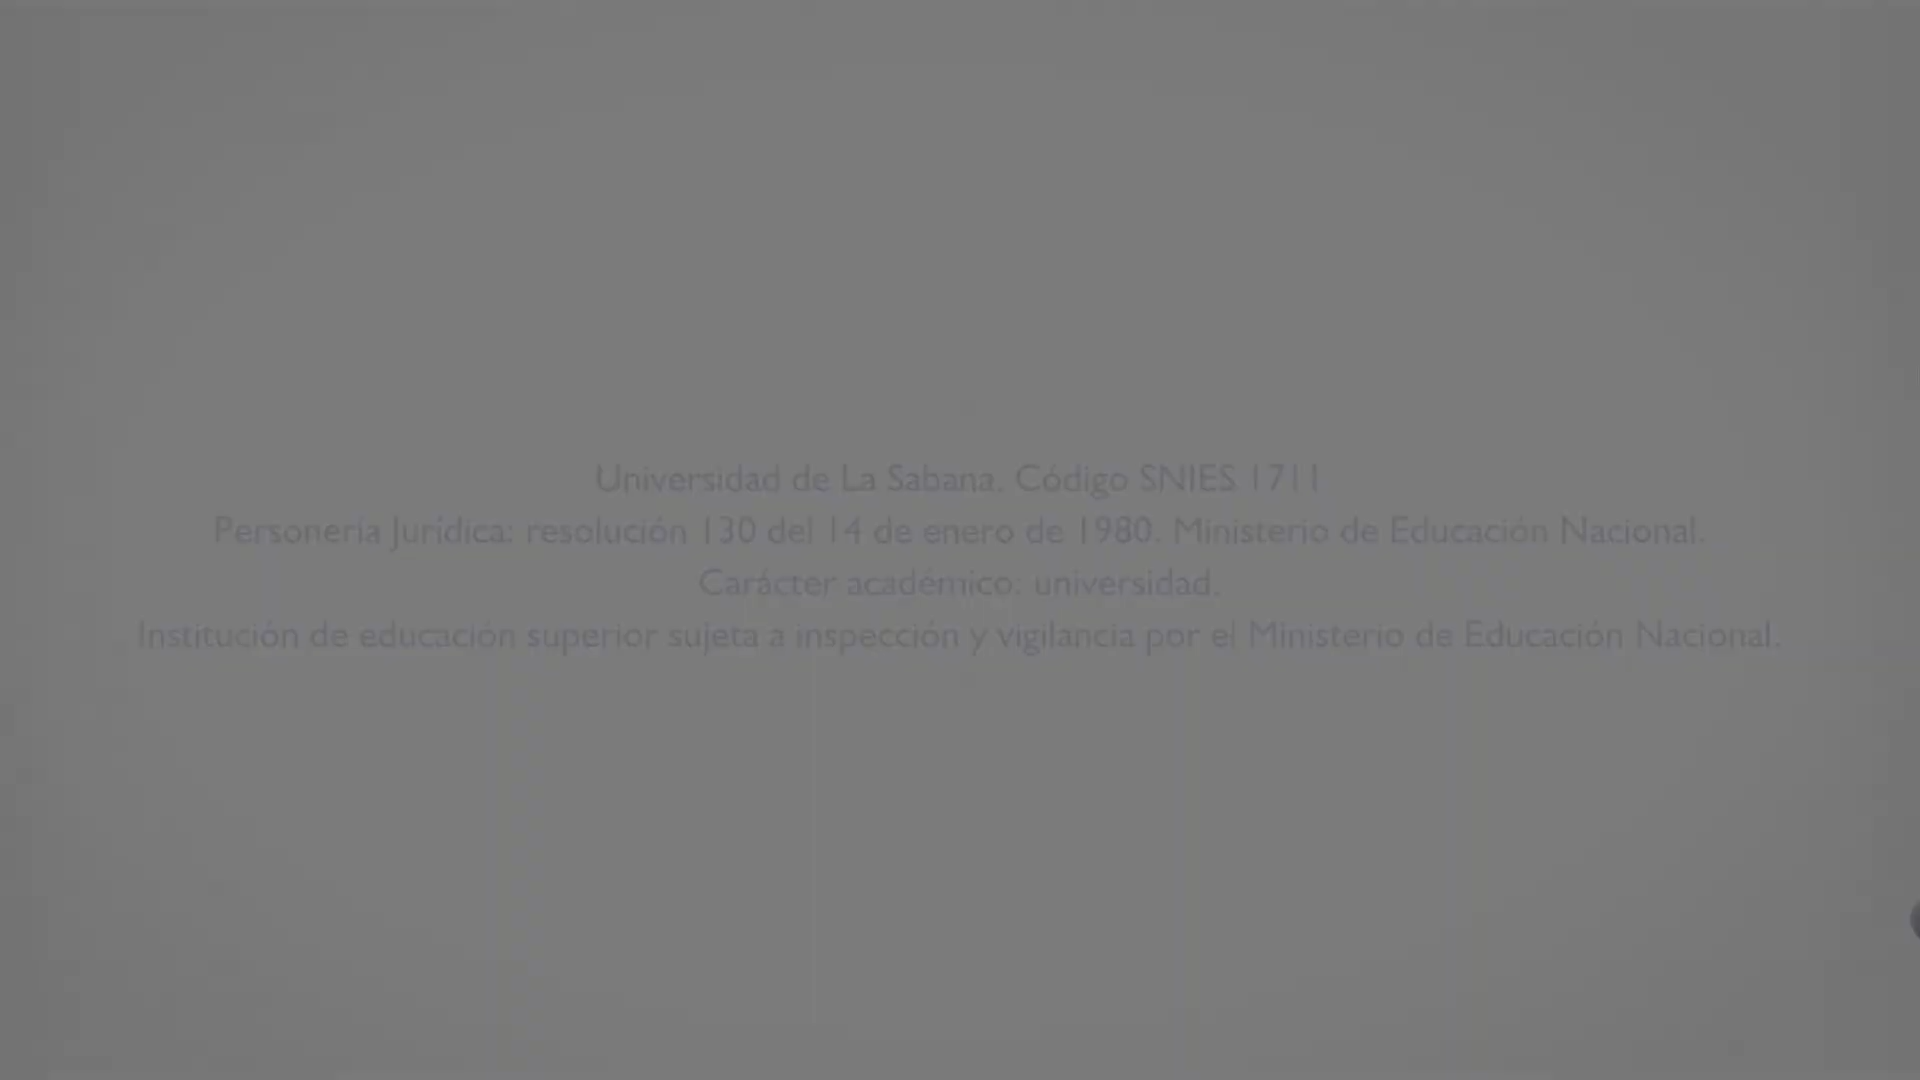 Universidad de La Sabana. Código SNIES 1711
Personería Jurídica: resolución 130 del 14 de enero de 1980. Ministerio de Educación Nacional.
Carácter académico: universidad.
Institución de educación superior sujeta a inspección y vigilancia por el Ministerio de Educación Nacional.